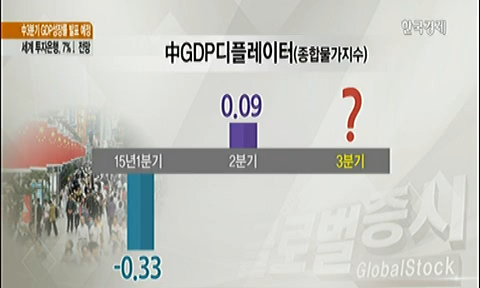 中3분기 GDP성장률 발표 예정
세계 투자은행, 7%↓ 전망
한국경제
中GDP디플레이터(종합물가지수)
0.09
?
15년1분기
2분기
3분기
-0.33
로벌증시
GlobalStock